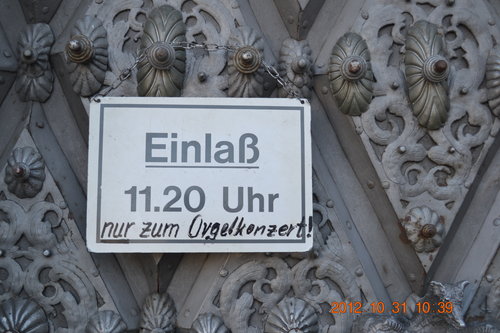 Einlaß
11.20 Uhr
nur zum Orgelkonzert!
2012 10 31 10:39